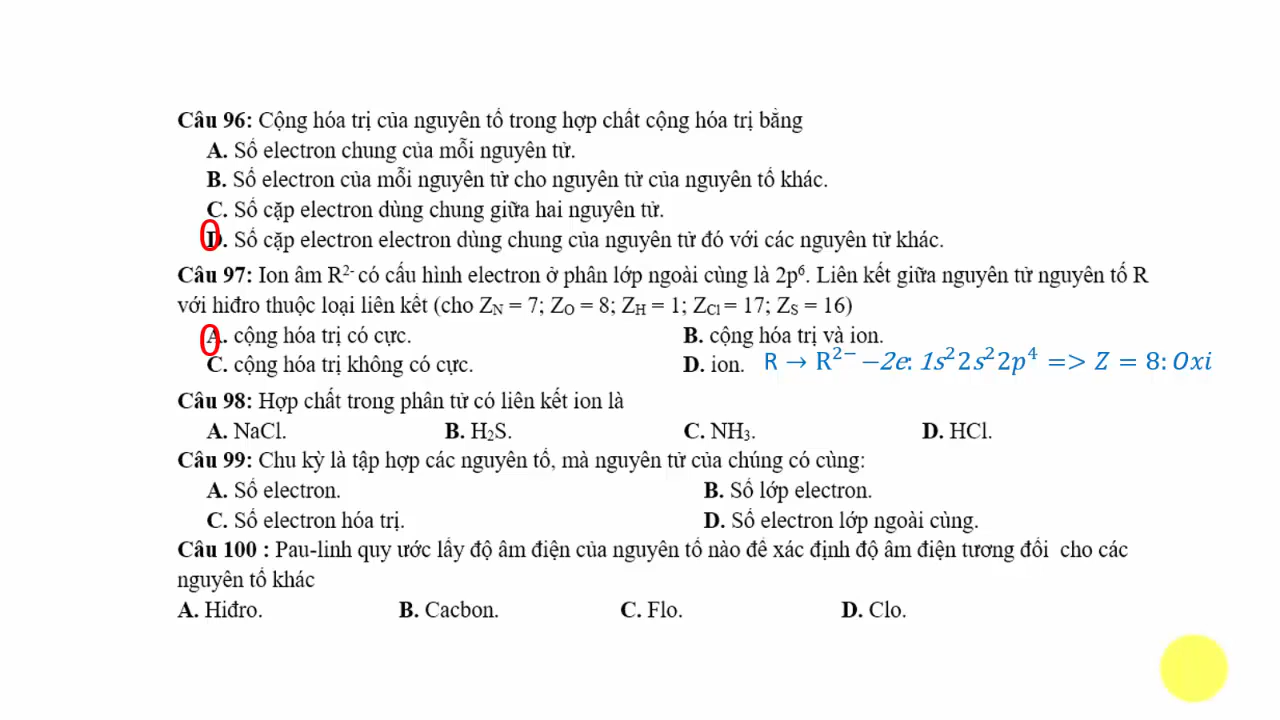 Câu 96: Cộng hóa trị của nguyên tố trong hợp chất cộng hóa trị bằng
A. Số electron chung của mỗi nguyên tử.
B. Số electron của mỗi nguyên tử cho nguyên tử của nguyên tố khác.
C. Số cặp electron dùng chung giữa hai nguyên tử.
D. Số cặp electron electron dùng chung của nguyên tử đó với các nguyên tử khác.
Câu 97: Ion âm R²⁻ có cấu hình electron ở phân lớp ngoài cùng là 2p⁶. Liên kết giữa nguyên tử nguyên tố R
với hiđro thuộc loại liên kết (cho Z_N = 7; Z_O = 8; Z_H = 1; Z_Cl = 17; Z_S = 16)
A. cộng hóa trị có cực. B. cộng hóa trị và ion.
C. cộng hóa trị không có cực. D. ion. R → R²⁻ −2e: 1s²2s²2p⁴ => Z = 8: Oxi
Câu 98: Hợp chất trong phân tử có liên kết ion là
A. NaCl. B. H₂S. C. NH₃. D. HCl.
Câu 99: Chu kỳ là tập hợp các nguyên tố, mà nguyên tử của chúng có cùng:
A. Số electron. B. Số lớp electron.
C. Số electron hóa trị. D. Số electron lớp ngoài cùng.
Câu 100 : Pau-linh quy ước lấy độ âm điện của nguyên tố nào để xác định độ âm điện tương đối cho các
nguyên tố khác
A. Hiđro. B. Cacbon. C. Flo. D. Clo.